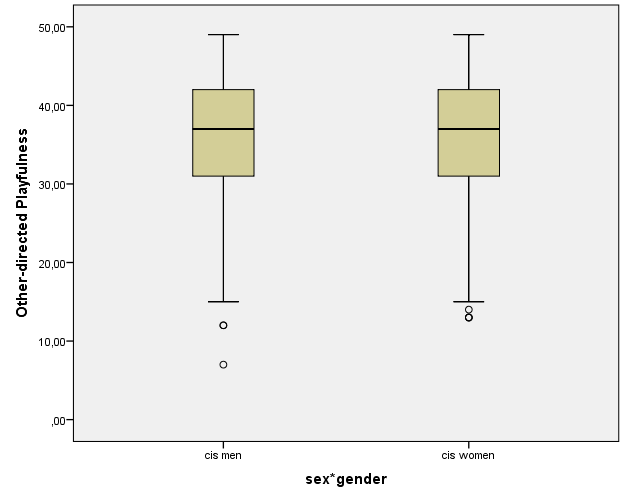 50,00
40,00
30,00
20,00
10,00
,00
Other-directed Playfulness
cis men
cis women
sex*gender